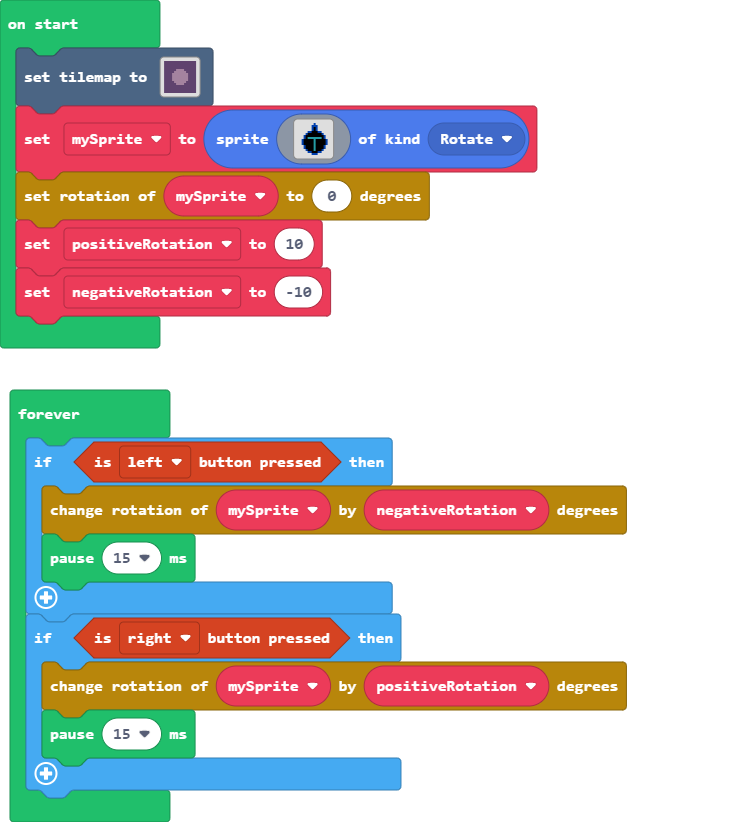 on start
set tilemap to
set mySprite to sprite of kind Rotate
set rotation of mySprite to 0 degrees
set positiveRotation to 10
set negativeRotation to -10
forever
if is left button pressed then
change rotation of mySprite by negativeRotation degrees
pause 15 ms
if is right button pressed then
change rotation of mySprite by positiveRotation degrees
pause 15 ms